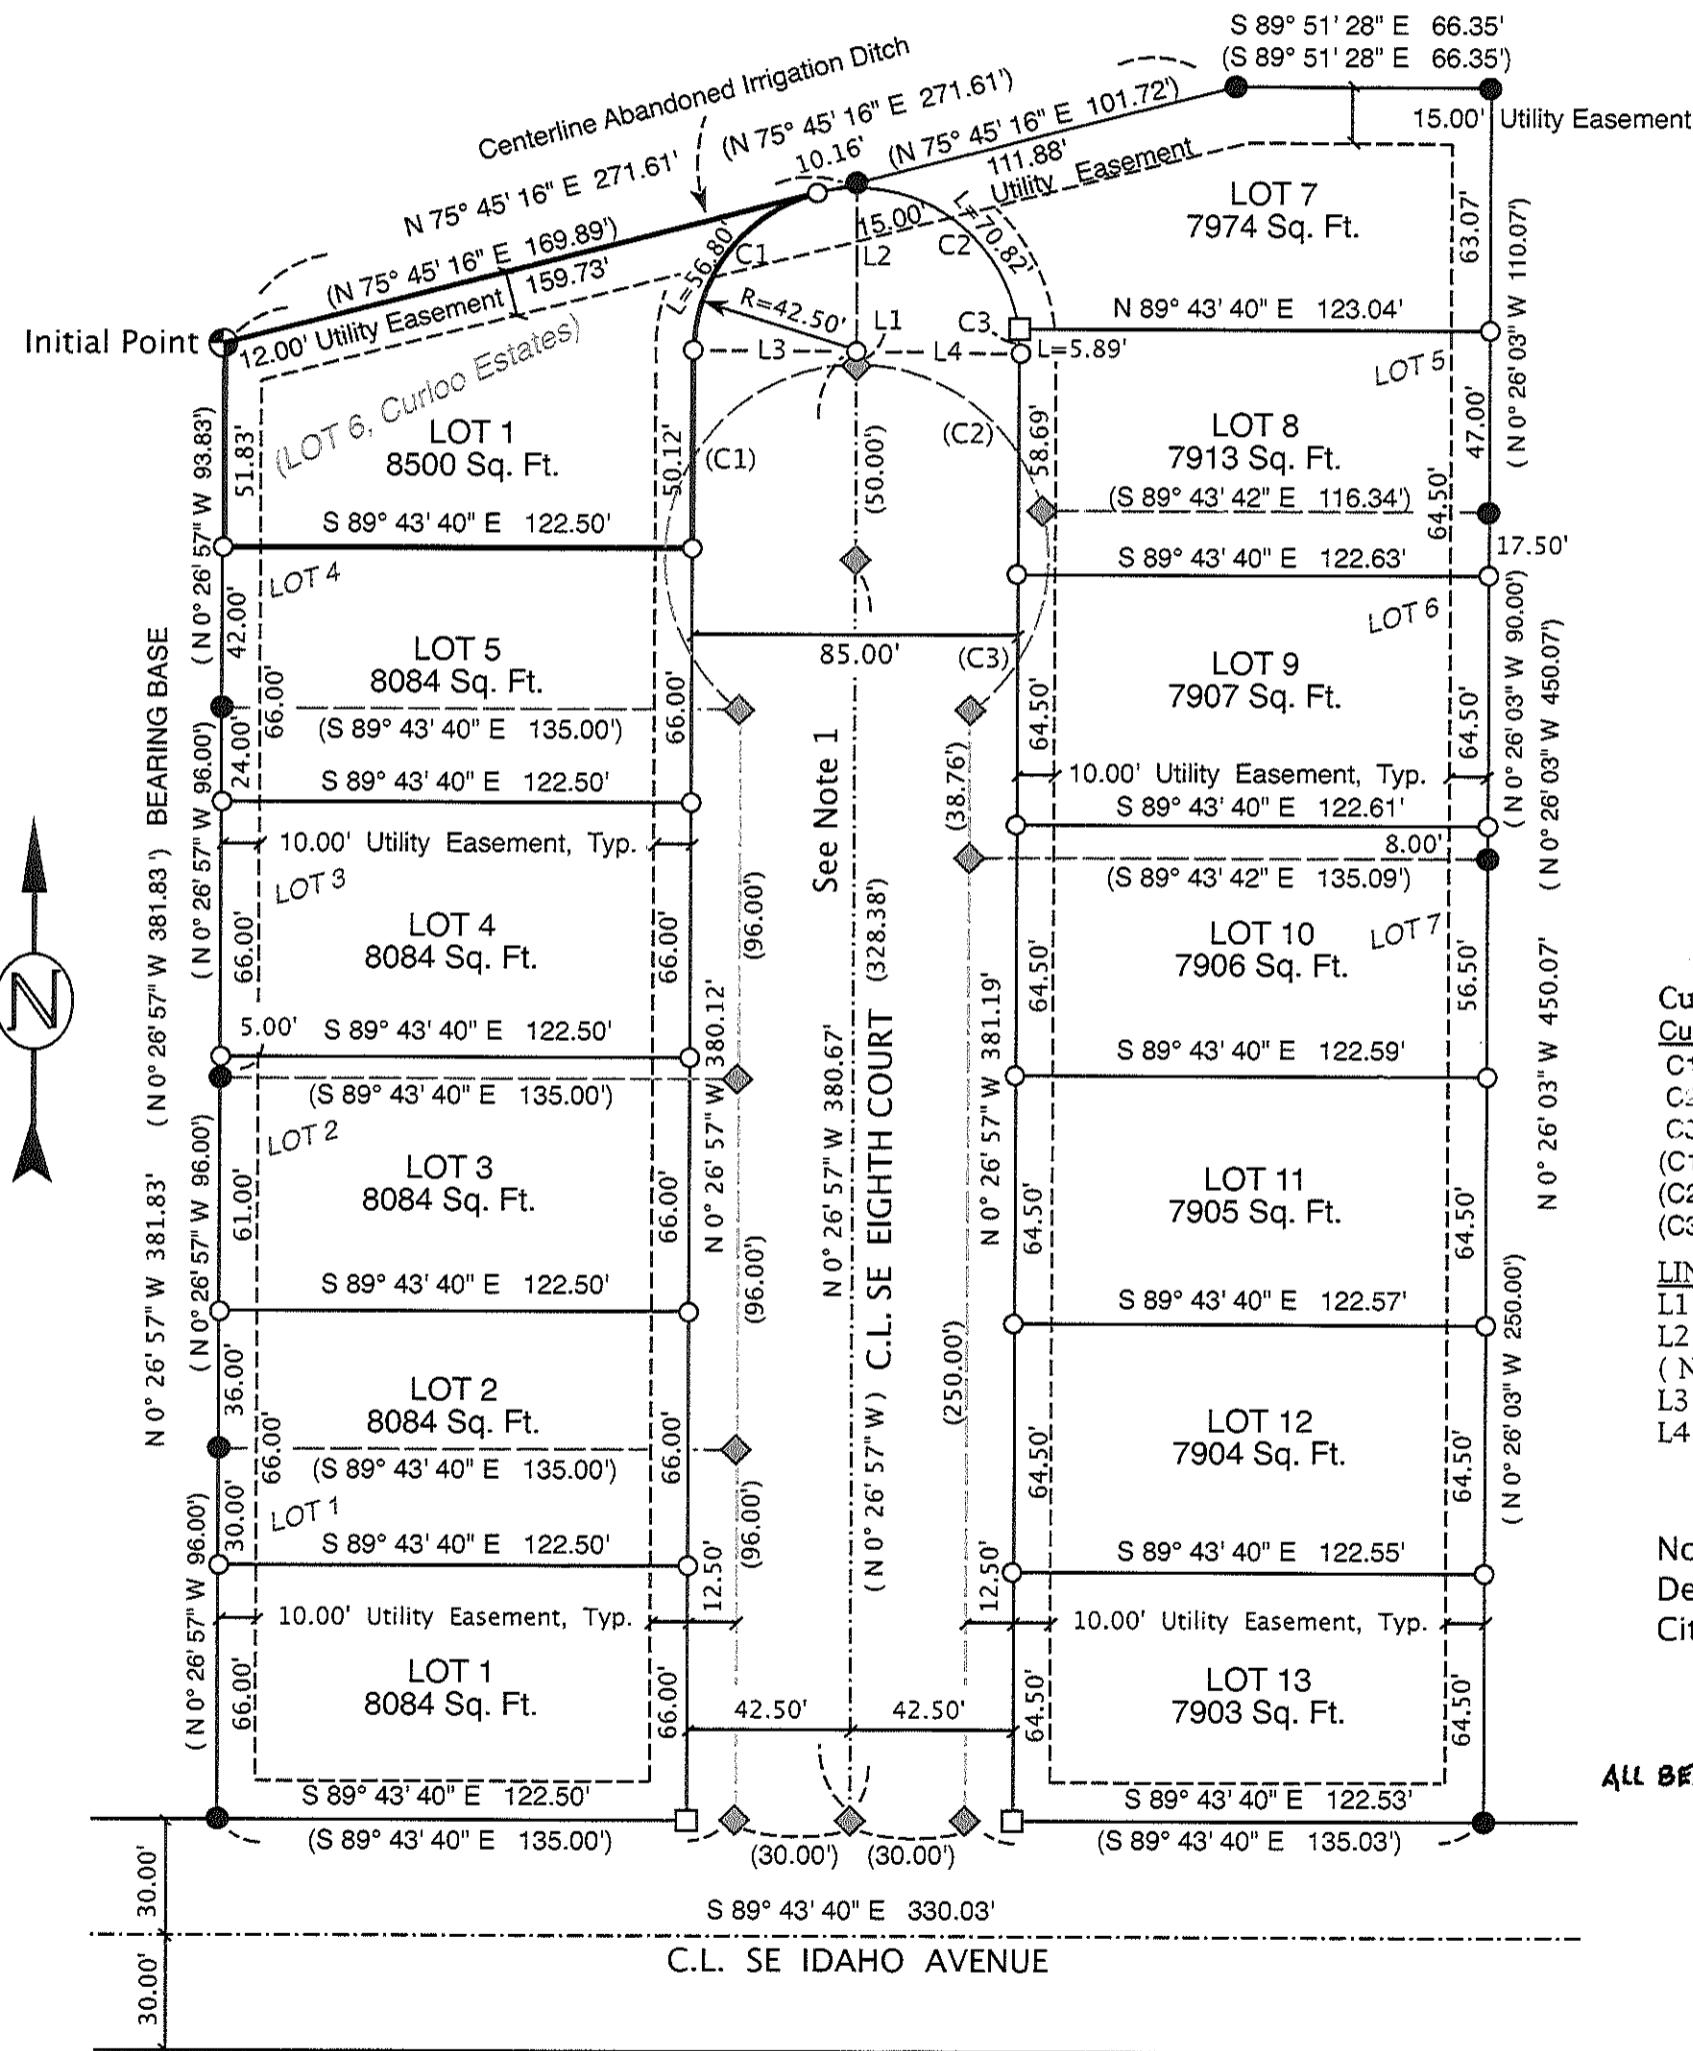 S 89° 51' 28" E 66.35'
(S 89° 51' 28" E 66.35')
15.00' Utility Easement
Centerline Abandoned Irrigation Ditch
(N 75° 45' 16" E 271.61')
N 75° 45' 16" E 271.61'
(N 75° 45' 16" E 101.72')
10.16'
111.88'
Utility Easement
15.00'
(N 75° 45' 16" E 169.89')
159.73'
12.00' Utility Easement
Initial Point
(LOT 6, Curloo Estates)
L=56.80'
C1
L2
C2
L=70.82'
R=42.50'
L1
C3
L3
L4
L=5.89'
LOT 7
7974 Sq. Ft.
63.07'
(N 0° 26' 03" W 110.07')
N 89° 43' 40" E 123.04'
LOT 5
(N 0° 26' 57" W 93.83')
51.83'
LOT 1
8500 Sq. Ft.
50.12'
(C1)
(50.00')
(C2)
58.69'
LOT 8
7913 Sq. Ft.
47.00'
(S 89° 43' 42" E 116.34')
64.50'
17.50'
S 89° 43' 40" E 122.50'
S 89° 43' 40" E 122.63'
LOT 4
42.00'
LOT 5
8084 Sq. Ft.
66.00'
66.00'
85.00'
(C3)
LOT 6
LOT 9
7907 Sq. Ft.
64.50'
64.50'
(N 0° 26' 03" W 90.00')
(N 0° 26' 03" W 450.07')
(S 89° 43' 40" E 135.00')
24.00'
(N 0° 26' 57" W 96.00')
S 89° 43' 40" E 122.50'
See Note 1
(38.76')
10.00' Utility Easement, Typ.
S 89° 43' 40" E 122.61'
8.00'
(S 89° 43' 42" E 135.09')
N 0° 26' 57" W 381.83' (N 0° 26' 57" W 381.83') BEARING BASE
10.00' Utility Easement, Typ.
LOT 3
LOT 4
8084 Sq. Ft.
66.00'
66.00'
(96.00')
LOT 7
LOT 10
7906 Sq. Ft.
64.50'
56.50'
N
5.00'
S 89° 43' 40" E 122.50'
(S 89° 43' 40" E 135.00')
S 89° 43' 40" E 122.59'
N 0° 26' 57" W 380.12'
N 0° 26' 57" W 380.67'
(N 0° 26' 57" W) C.L. SE EIGHTH COURT (328.38')
N 0° 26' 57" W 381.19'
N 0° 26' 03" W 450.07'
LOT 2
LOT 3
8084 Sq. Ft.
(N 0° 26' 57" W 96.00')
61.00'
66.00'
(96.00')
LOT 11
7905 Sq. Ft.
64.50'
64.50'
S 89° 43' 40" E 122.50'
S 89° 43' 40" E 122.57'
36.00'
LOT 2
8084 Sq. Ft.
66.00'
66.00'
(250.00')
LOT 12
7904 Sq. Ft.
64.50'
64.50'
(N 0° 26' 03" W 250.00')
(S 89° 43' 40" E 135.00')
30.00'
LOT 1
(96.00')
S 89° 43' 40" E 122.50'
S 89° 43' 40" E 122.55'
12.50'
12.50'
(N 0° 26' 57" W 96.00')
10.00' Utility Easement, Typ.
10.00' Utility Easement, Typ.
LOT 1
8084 Sq. Ft.
66.00'
66.00'
42.50'
42.50'
LOT 13
7903 Sq. Ft.
64.50'
64.50'
S 89° 43' 40" E 122.50'
(S 89° 43' 40" E 135.00')
(30.00')
(30.00')
S 89° 43' 40" E 122.53'
(S 89° 43' 40" E 135.03')
S 89° 43' 40" E 330.03'
30.00'
C.L. SE IDAHO AVENUE
30.00'
Cu
Cu
(C2
(C3
L1
L2
( N
L3
L4
No
De
Cit
ALL BE